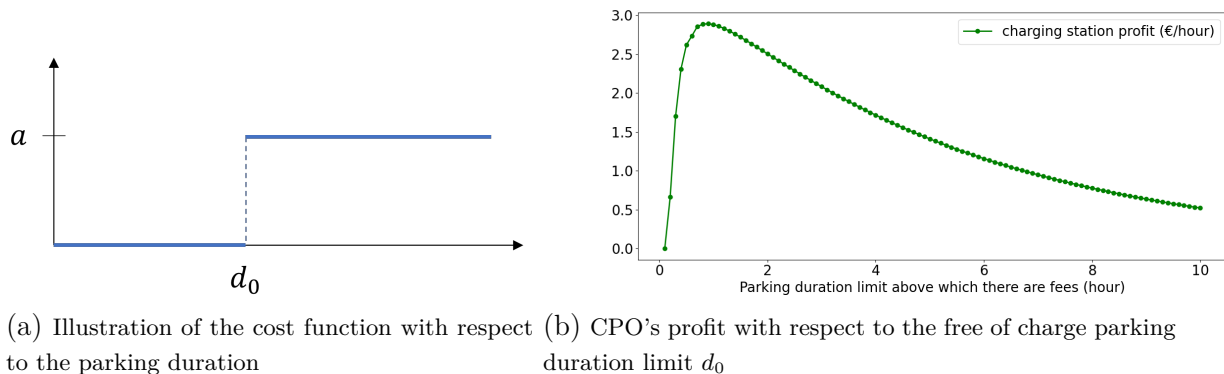 a
d₀
3.0
2.5
2.0
1.5
1.0
0.5
0.0
0 2 4 6 8 10
charging station profit (€/hour)
Parking duration limit above which there are fees (hour)
(a) Illustration of the cost function with respect
to the parking duration
(b) CPO's profit with respect to the free of charge parking
duration limit d₀